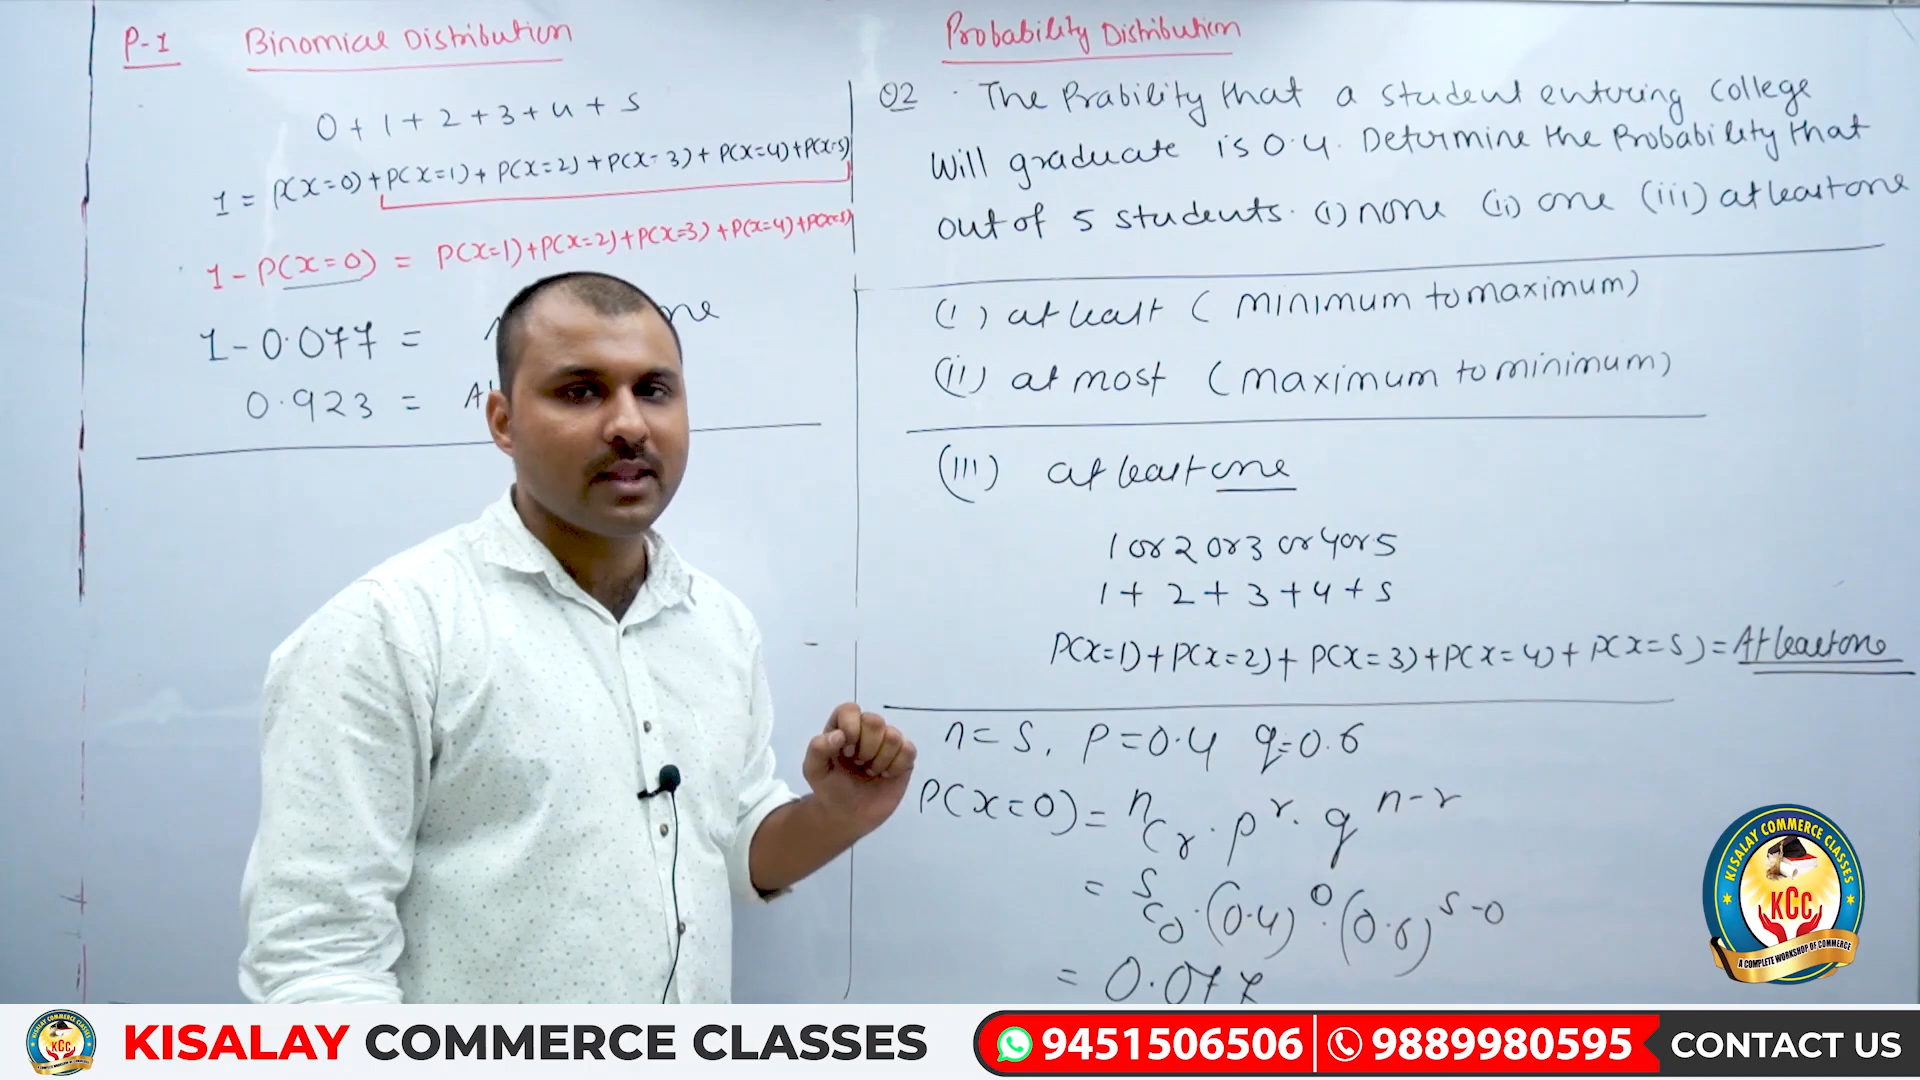 P-1 Binomial Distribution
0 + 1 + 2 + 3 + 4 + 5
1 = P(X=0) + P(X=1) + P(X=2) + P(X=3) + P(X=4) + P(X=5)
1 - P(X=0) = P(X=1) + P(X=2) + P(X=3) + P(X=4) + P(X=5)
1 - 0.077 = ne
0.923 = A
Probability Distribution
Q2 The Prability that a student entering College
will graduate is 0.4. Determine the Probability that
out of 5 students. (i) none (ii) one (iii) at least one
(i) at least ( minimum to maximum)
(ii) at most (maximum to minimum)
(iii) at least one
1 or 2 or 3 or 4 or 5
1 + 2 + 3 + 4 + 5
P(X=1) + P(X=2) + P(X=3) + P(X=4) + P(X=5) = At least one
n = 5, p = 0.4 q = 0.6
P(X=0) = nCr . p^r . q^n-r
= 5C0 . (0.4)^0 . (0.6)^5-0
= 0.077
KISALAY COMMERCE CLASSES
KCC
A COMPLETE WORKSHOP OF COMMERCE
KCC
KISALAY COMMERCE CLASSES
9451506506
9889980595
CONTACT US